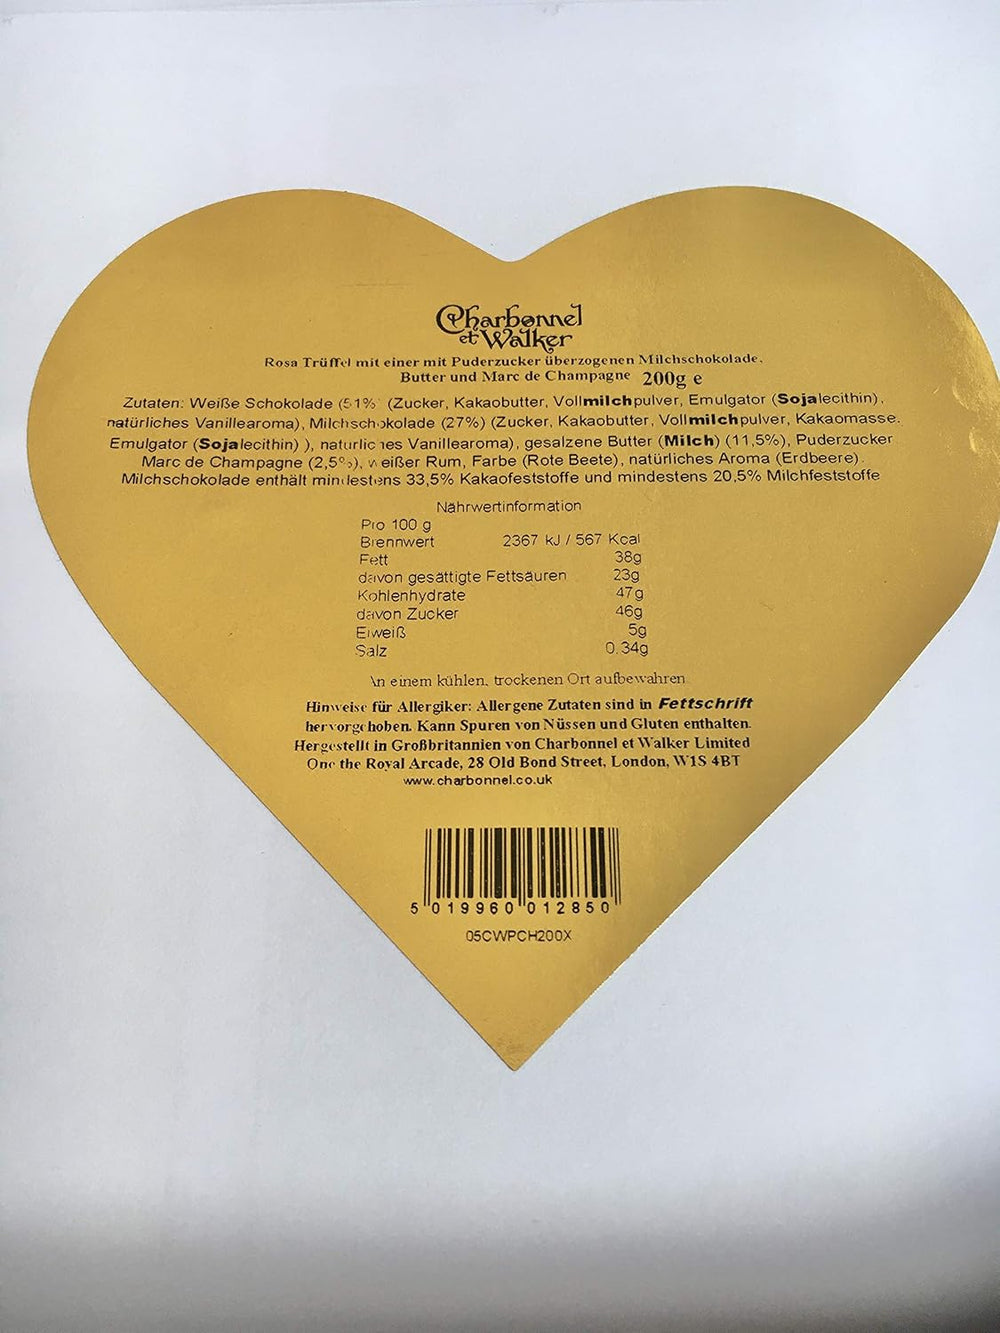 Charbonnel
et Walker
Rosa Trüffel mit einer mit Puderzucker überzogenen Milchschokolade,
Butter und Marc de Champagne 200g e
Zutaten: Weiße Schokolade (51% (Zucker, Kakaobutter, Vollmilchpulver, Emulgator (Sojalecithin),
natürliches Vanillearoma), Milchschokolade (27%) (Zucker, Kakaobutter, Vollmilchpulver, Kakaomasse.
Emulgator (Sojalecithin) ), naturliches Vanillearoma), gesalzene Butter (Milch) (11,5%), Puderzucker
Marc de Champagne (2,5%), weißer Rum, Farbe (Rote Beete), natürliches Aroma (Erdbeere).
Milchschokolade enthält mindestens 33,5% Kakaofeststoffe und mindestens 20,5% Milchfeststoffe
Nährwertinformation
Pro 100 g
Brennwert 2367 kJ / 567 Kcal
Fett 38g
davon gesättigte Fettsäuren 23g
Kohlenhydrate 47g
davon Zucker 46g
Eiweiß 5g
Salz 0.34g
An einem kühlen, trockenen Ort aufbewahren
Hinweise für Allergiker: Allergene Zutaten sind in Fettschrift
hervorgehoben. Kann Spuren von Nüssen und Gluten enthalten.
Hergestellt in Großbritannien von Charbonnel et Walker Limited
One the Royal Arcade, 28 Old Bond Street, London, W1S 4BT
www.charbonnel.co.uk
5 019960 012850
05CWPCH200X